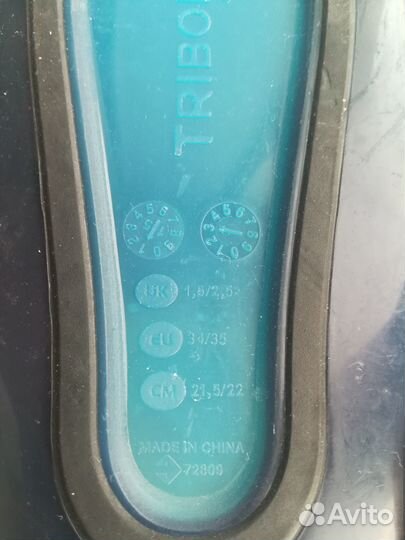 TRIBO
UK 1,5/2,5
EU 34/35
CM 21,5/22
MADE IN CHINA
72809
Avito